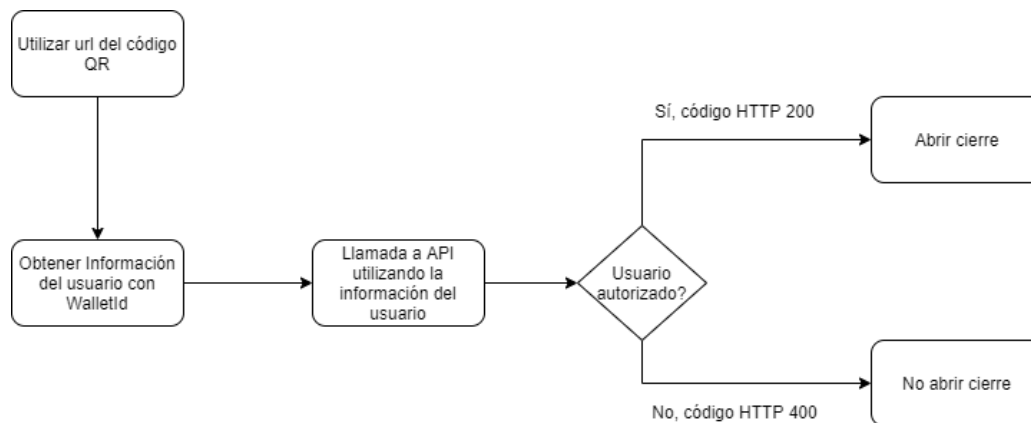 Utilizar url del código
QR
Sí, código HTTP 200
Abrir cierre
Obtener Información
del usuario con
WalletId
Llamada a API
utilizando la
información del
usuario
Usuario
autorizado?
No abrir cierre
No, código HTTP 400